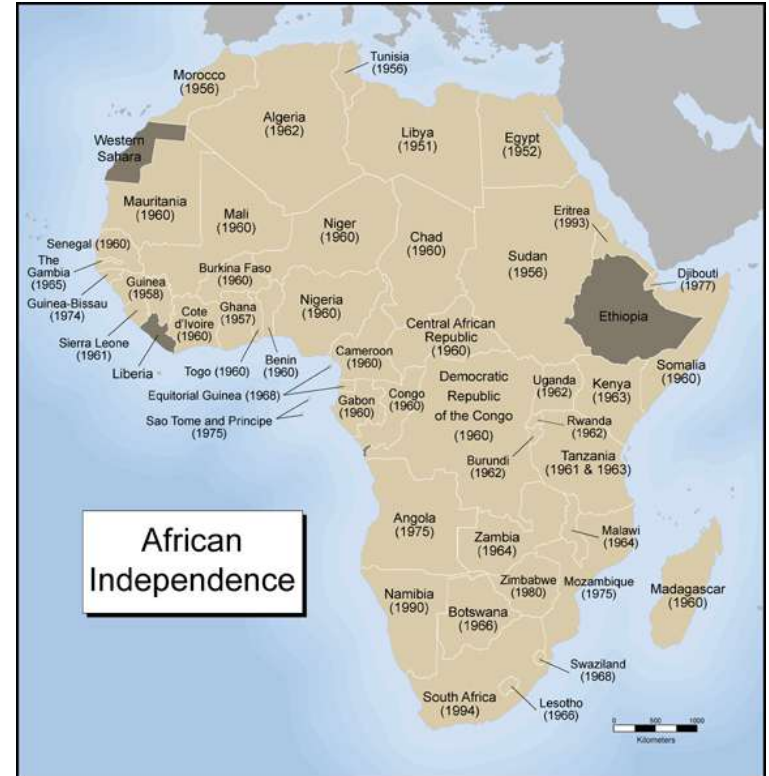 Tunisia
(1956)
Morocco
(1956)
Algeria
(1962)
Libya
(1951)
Egypt
(1952)
Western
Sahara
Mauritania
(1960)
Mali
(1960)
Niger
(1960)
Chad
(1960)
Sudan
(1956)
Eritrea
(1993)
Senegal (1960)
The
Gambia
(1965)
Guinea-Bissau
(1974)
Guinea
(1958)
Burkina Faso
(1960)
Djibouti
(1977)
Sierra Leone
(1961)
Liberia
Cote
d'Ivoire
(1960)
Ghana
(1957)
Togo (1960)
Benin
(1960)
Nigeria
(1960)
Ethiopia
Central African
Republic
(1960)
Cameroon
(1960)
Somalia
(1960)
Equitorial Guinea (1968)
Sao Tome and Principe
(1975)
Gabon
(1960)
Congo
(1960)
Democratic
Republic
of the Congo
(1960)
Uganda
(1962)
Kenya
(1963)
Rwanda
(1962)
Burundi
(1962)
Tanzania
(1961 & 1963)
Angola
(1975)
Zambia
(1964)
Malawi
(1964)
African
Independence
Namibia
(1990)
Botswana
(1966)
Zimbabwe
(1980)
Mozambique
(1975)
Madagascar
(1960)
Swaziland
(1968)
South Africa
(1994)
Lesotho
(1966)
0 500 1000
Kilometers